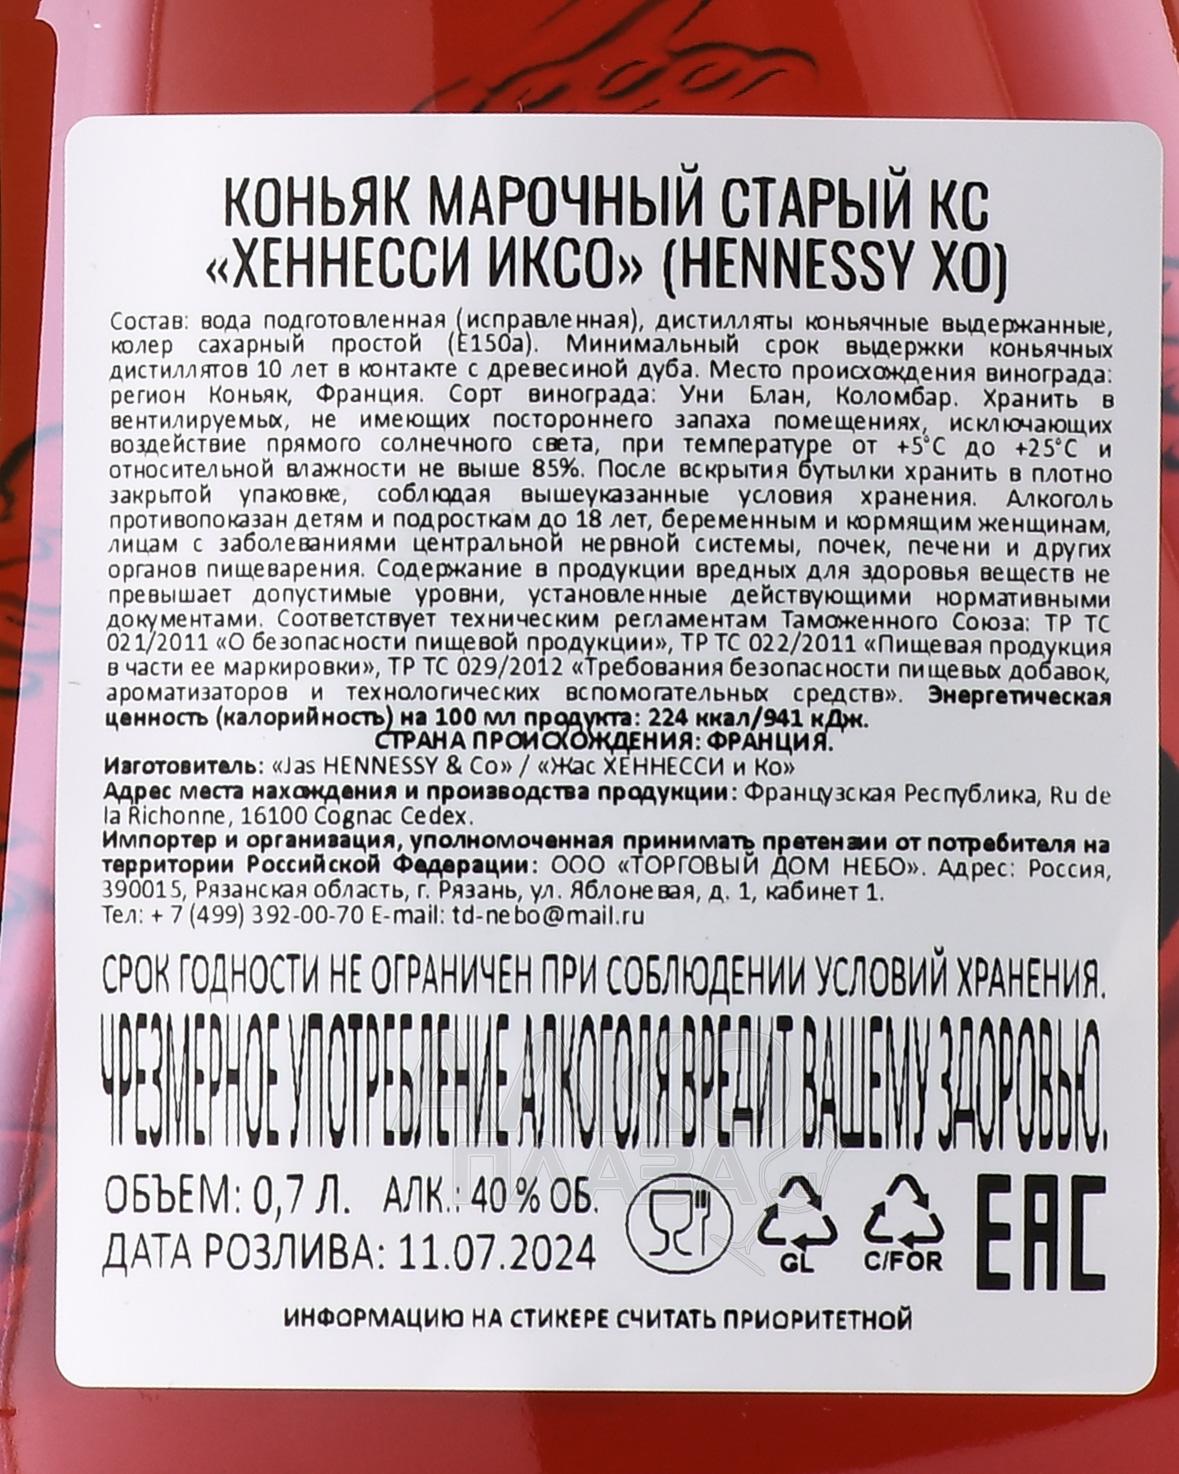 КОНЬЯК МАРОЧНЫЙ СТАРЫЙ КС
«ХЕННЕССИ ИКСО» (HENNESSY XO)
Состав: вода подготовленная (исправленная), дистилляты коньячные выдержанные,
колер сахарный простой (Е150а). Минимальный срок выдержки коньячных
дистиллятов 10 лет в контакте с древесиной дуба. Место происхождения винограда:
регион Коньяк, Франция. Сорт винограда: Уни Блан, Коломбар. Хранить в
вентилируемых, не имеющих постороннего запаха помещениях, исключающих
воздействие прямого солнечного света, при температуре от +5°С до +25°С и
относительной влажности не выше 85%. После вскрытия бутылки хранить в плотно
закрытой упаковке, соблюдая вышеуказанные условия хранения. Алкоголь
противопоказан детям и подросткам до 18 лет, беременным и кормящим женщинам,
лицам с заболеваниями центральной нервной системы, почек, печени и других
органов пищеварения. Содержание в продукции вредных для здоровья веществ не
превышает допустимые уровни, установленные действующими нормативными
документами. Соответствует техническим регламентам Таможенного Союза: ТР ТС
021/2011 «О безопасности пищевой продукции», ТР ТС 022/2011 «Пищевая продукция
в части ее маркировки», ТР ТС 029/2012 «Требования безопасности пищевых добавок,
ароматизаторов и технологических вспомогательных средств». Энергетическая
ценность (калорийность) на 100 мл продукта: 224 ккал/941 кДж.
СТРАНА ПРОИСХОЖДЕНИЯ: ФРАНЦИЯ.
Изготовитель: «Jas HENNESSY & Co» / «Жас ХЕННЕССИ и Ко»
Адрес места нахождения и производства продукции: Французская Республика, Ru de
la Richonne, 16100 Cognac Cedex.
Импортер и организация, уполномоченная принимать претензии от потребителя на
территории Российской Федерации: ООО «ТОРГОВЫЙ ДОМ НЕБО». Адрес: Россия,
390015, Рязанская область, г. Рязань, ул. Яблоневая, д. 1, кабинет 1.
Тел: + 7 (499) 392-00-70 E-mail: td-nebo@mail.ru
СРОК ГОДНОСТИ НЕ ОГРАНИЧЕН ПРИ СОБЛЮДЕНИИ УСЛОВИЙ ХРАНЕНИЯ.
ЧРЕЗМЕРНОЕ УПОТРЕБЛЕНИЕ АЛКОГОЛЯ ВРЕДИТ ВАШЕМУ ЗДОРОВЬЮ.
АЛКО
ПЛАЗА
ОБЪЕМ: 0,7 Л. АЛК.: 40 % ОБ.
ДАТА РОЗЛИВА: 11.07.2024
GL C/FOR EAC
ИНФОРМАЦИЮ НА СТИКЕРЕ СЧИТАТЬ ПРИОРИТЕТНОЙ